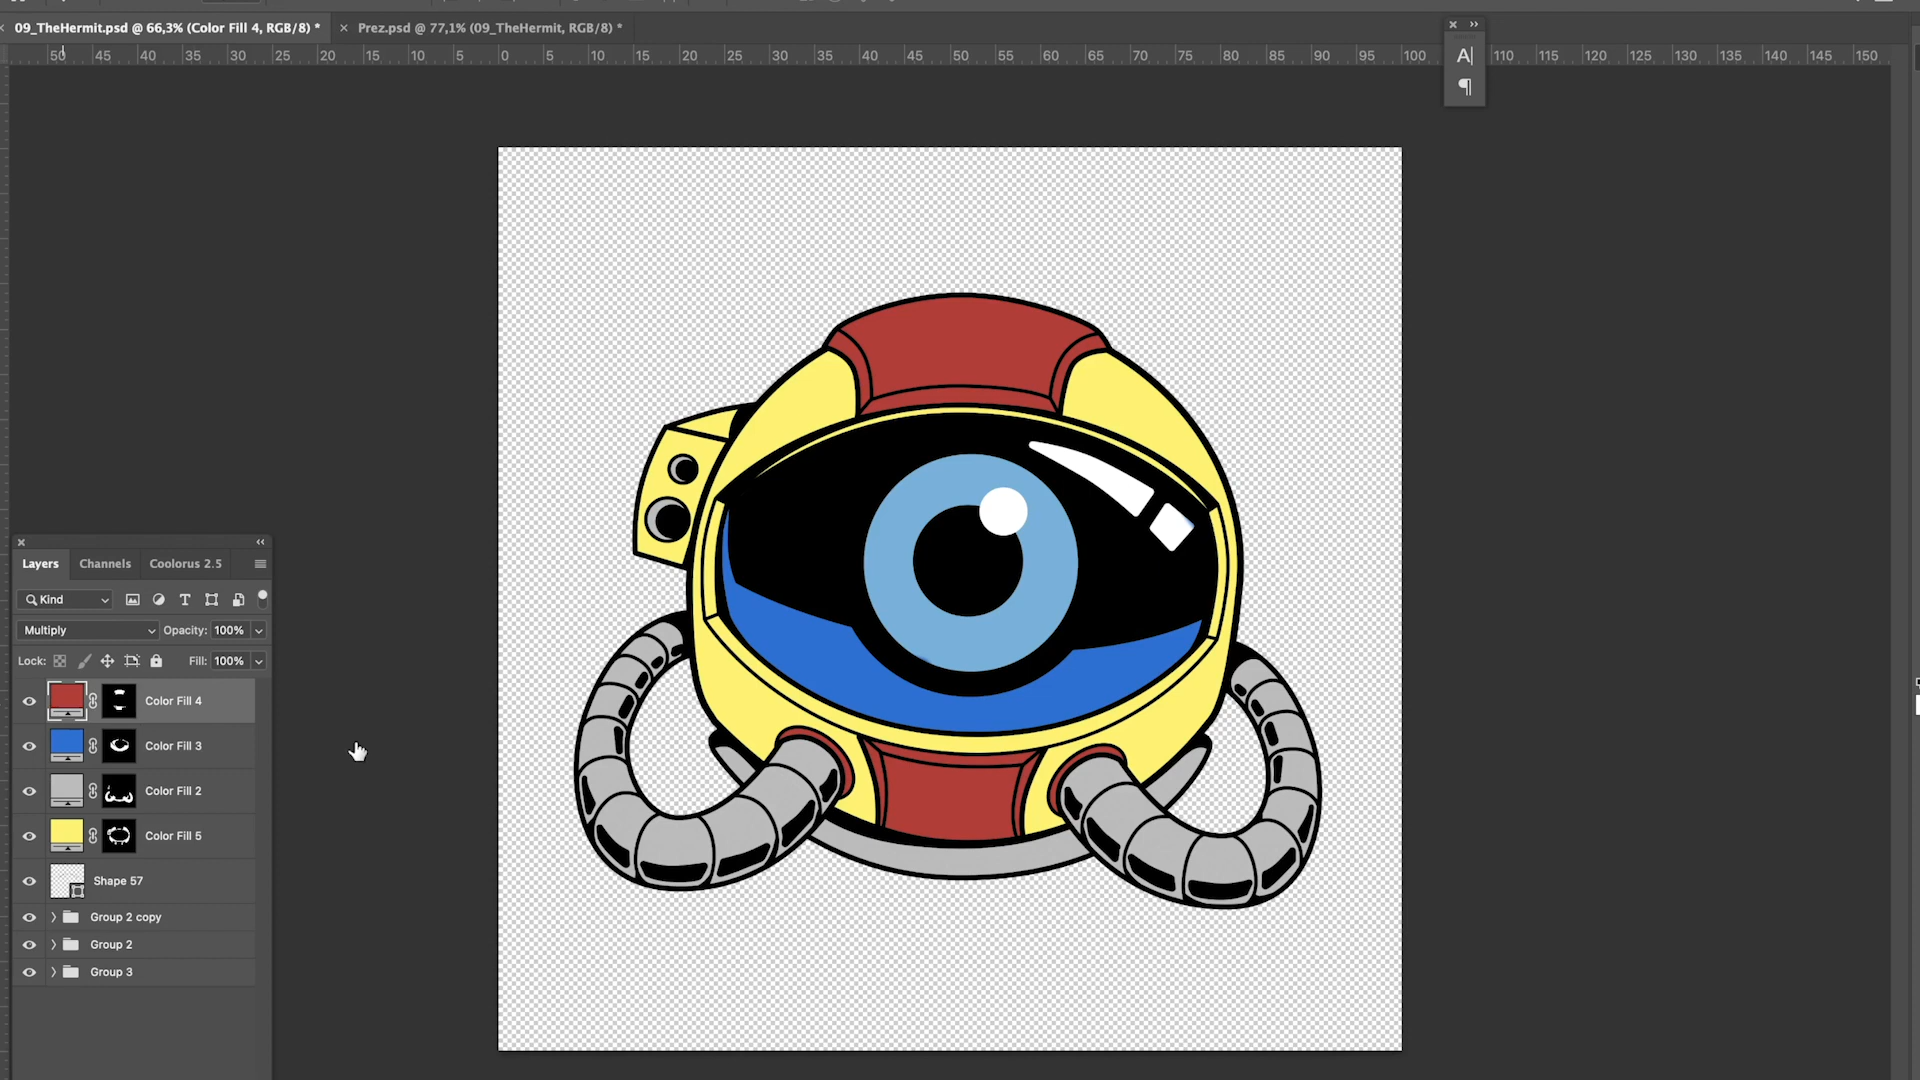 09_TheHermit.psd @ 66,3% (Color Fill 4, RGB/8) *
Prez.psd @ 77,1% (09_TheHermit, RGB/8) *
50 45 40 35 30 25 20 15 10 5 0 5 10 15 20 25 30 35 40 45 50 55 60 65 70 75 80 85 90 95 100 110 115 120 125 130 135 140 145 150
A
¶
Layers Channels Coolorus 2.5
Kind
T
Multiply Opacity: 100%
Lock: Fill: 100%
Color Fill 4
Color Fill 3
Color Fill 2
Color Fill 5
Shape 57
Group 2 copy
Group 2
Group 3